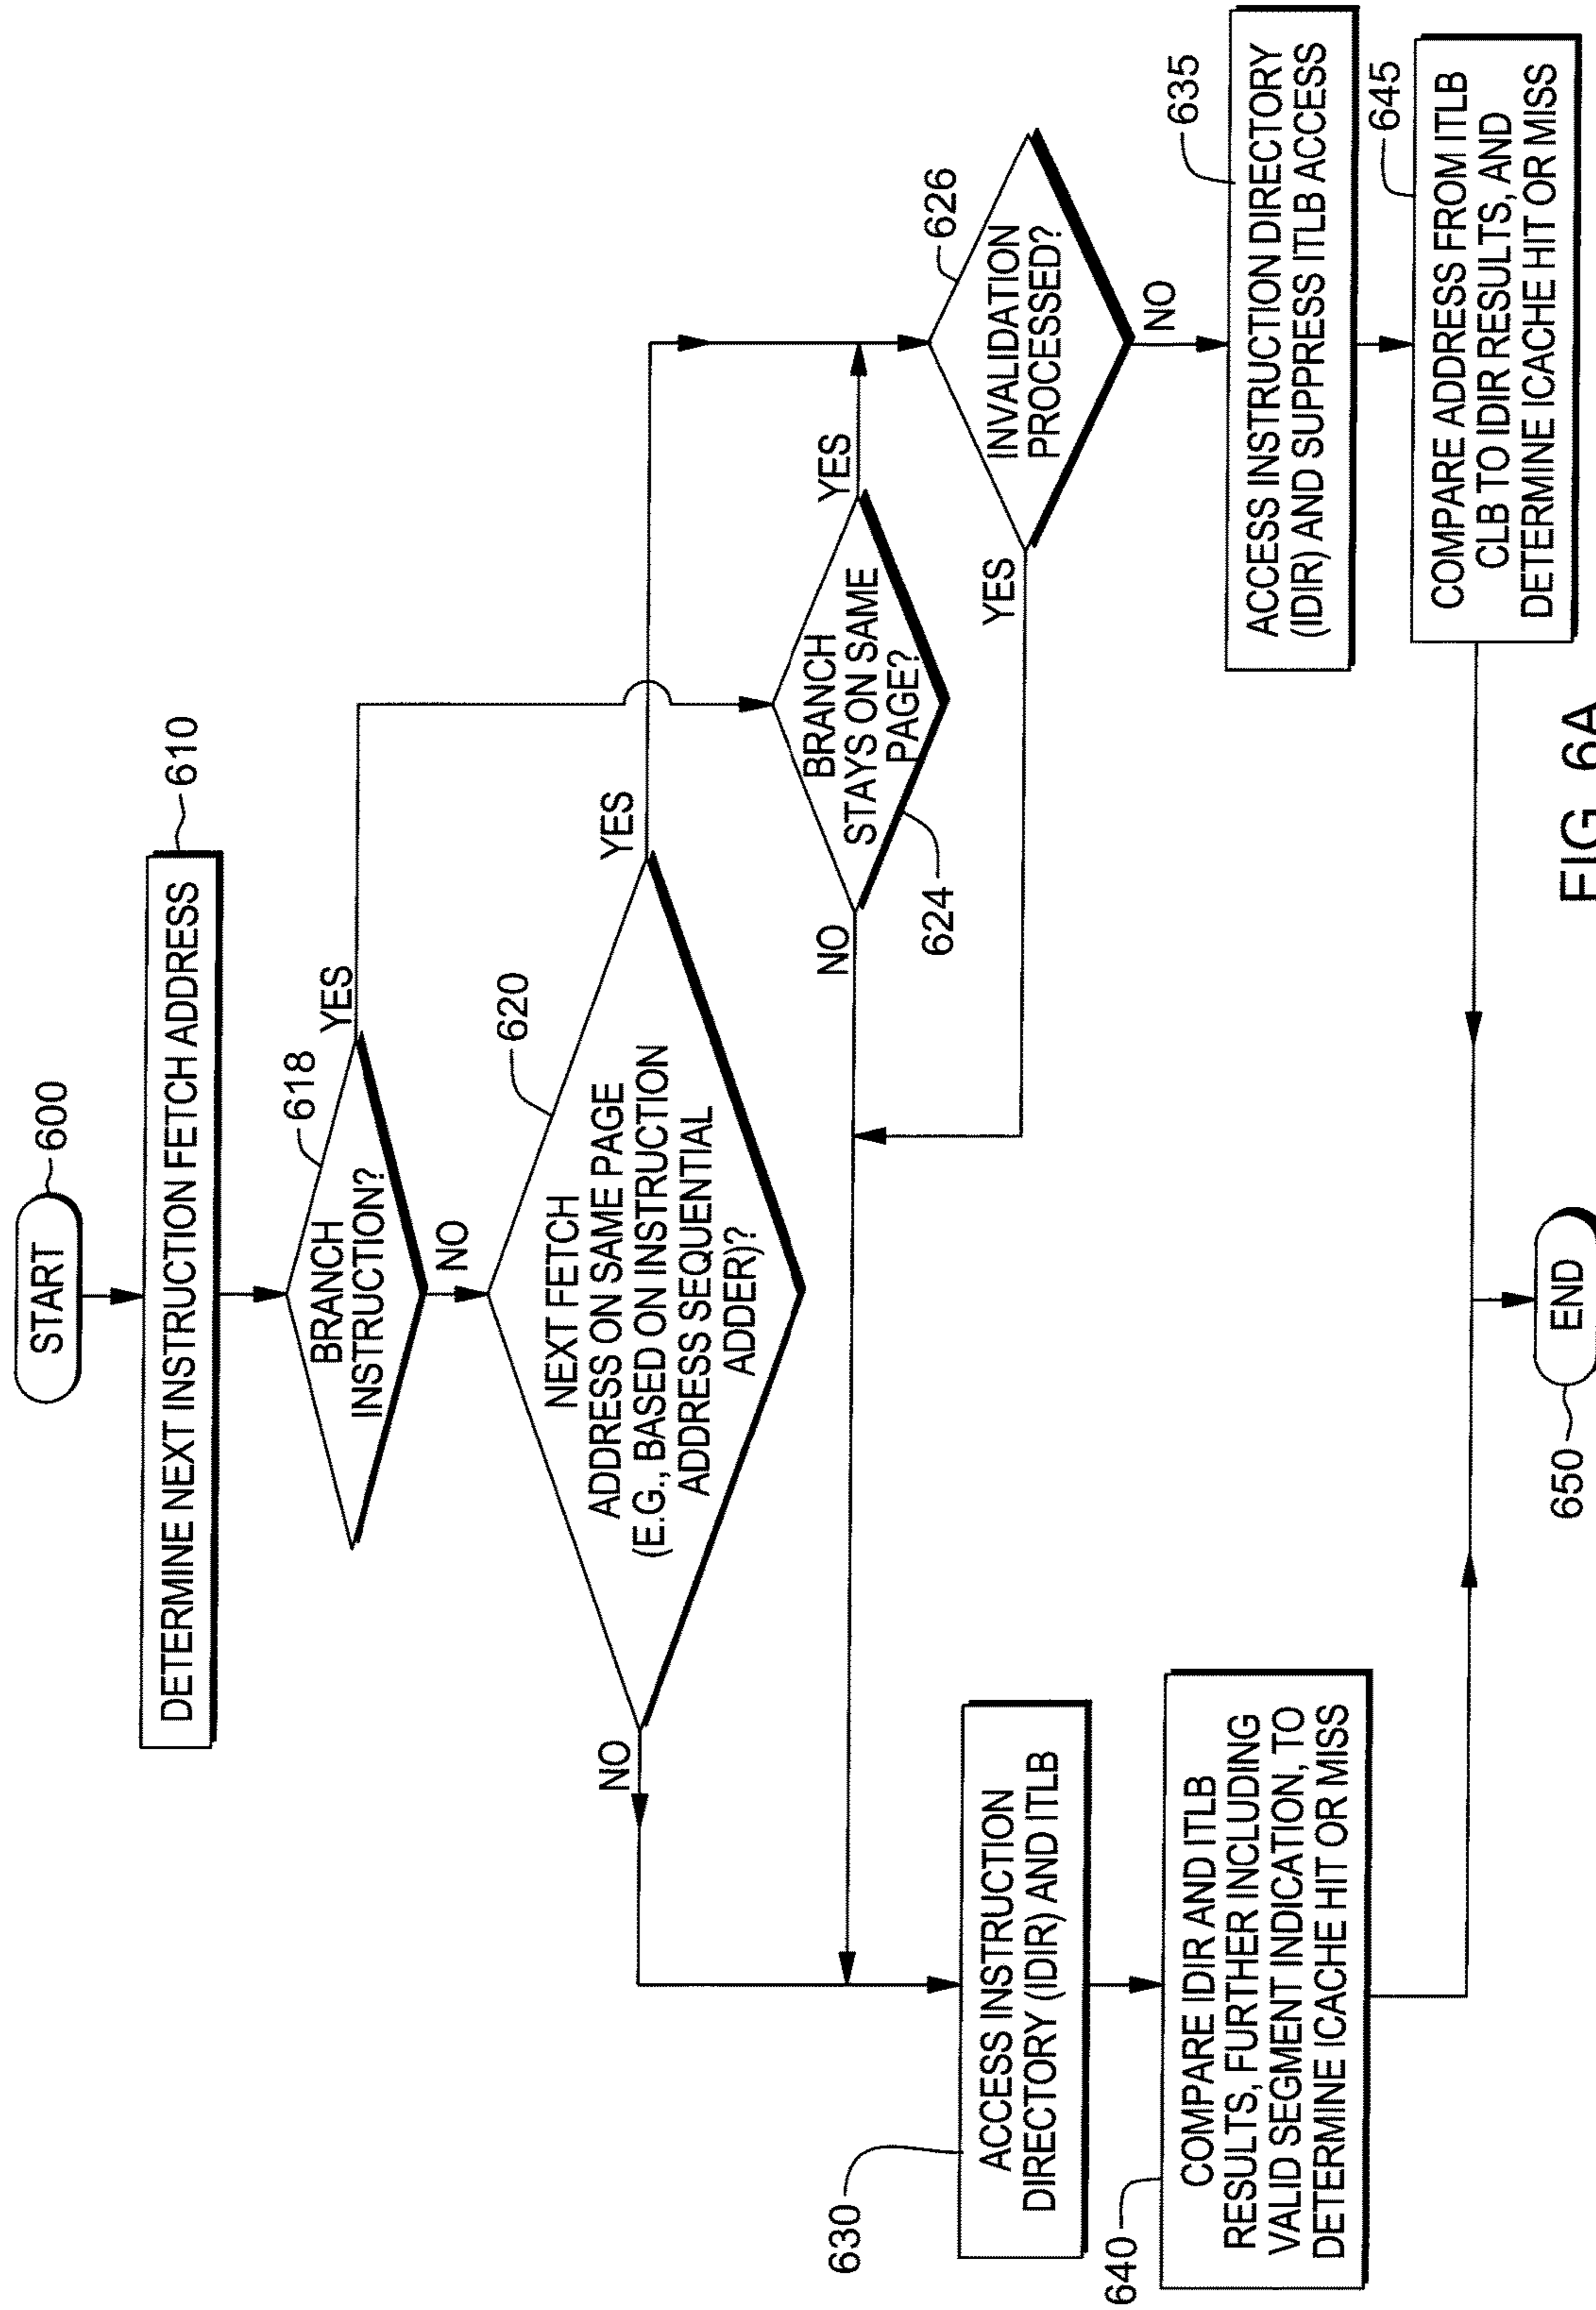 START
600
DETERMINE NEXT INSTRUCTION FETCH ADDRESS
610
618
BRANCH
INSTRUCTION?
YES
NO
620
NEXT FETCH
ADDRESS ON SAME PAGE
(E.G., BASED ON INSTRUCTION
ADDRESS SEQUENTIAL
ADDER)?
YES
NO
BRANCH
STAYS ON SAME
PAGE?
YES
NO
624
626
INVALIDATION
PROCESSED?
YES
NO
630
ACCESS INSTRUCTION
DIRECTORY (IDIR) AND ITLB
635
ACCESS INSTRUCTION DIRECTORY
(IDIR) AND SUPPRESS ITLB ACCESS
640
COMPARE IDIR AND ITLB
RESULTS, FURTHER INCLUDING
VALID SEGMENT INDICATION, TO
DETERMINE ICACHE HIT OR MISS
645
COMPARE ADDRESS FROM ITLB
CLB TO IDIR RESULTS, AND
DETERMINE ICACHE HIT OR MISS
650
END
FIG. 6A